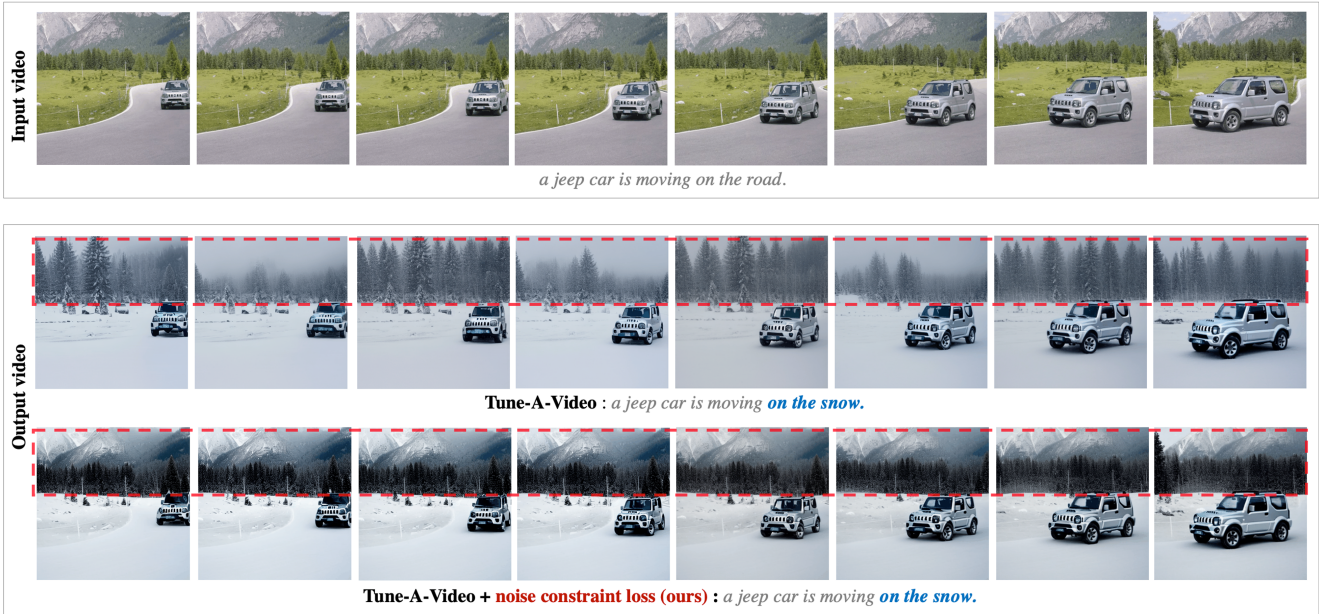 Input video
a jeep car is moving on the road.
Output video
Tune-A-Video : a jeep car is moving on the snow.
Tune-A-Video + noise constraint loss (ours) : a jeep car is moving on the snow.